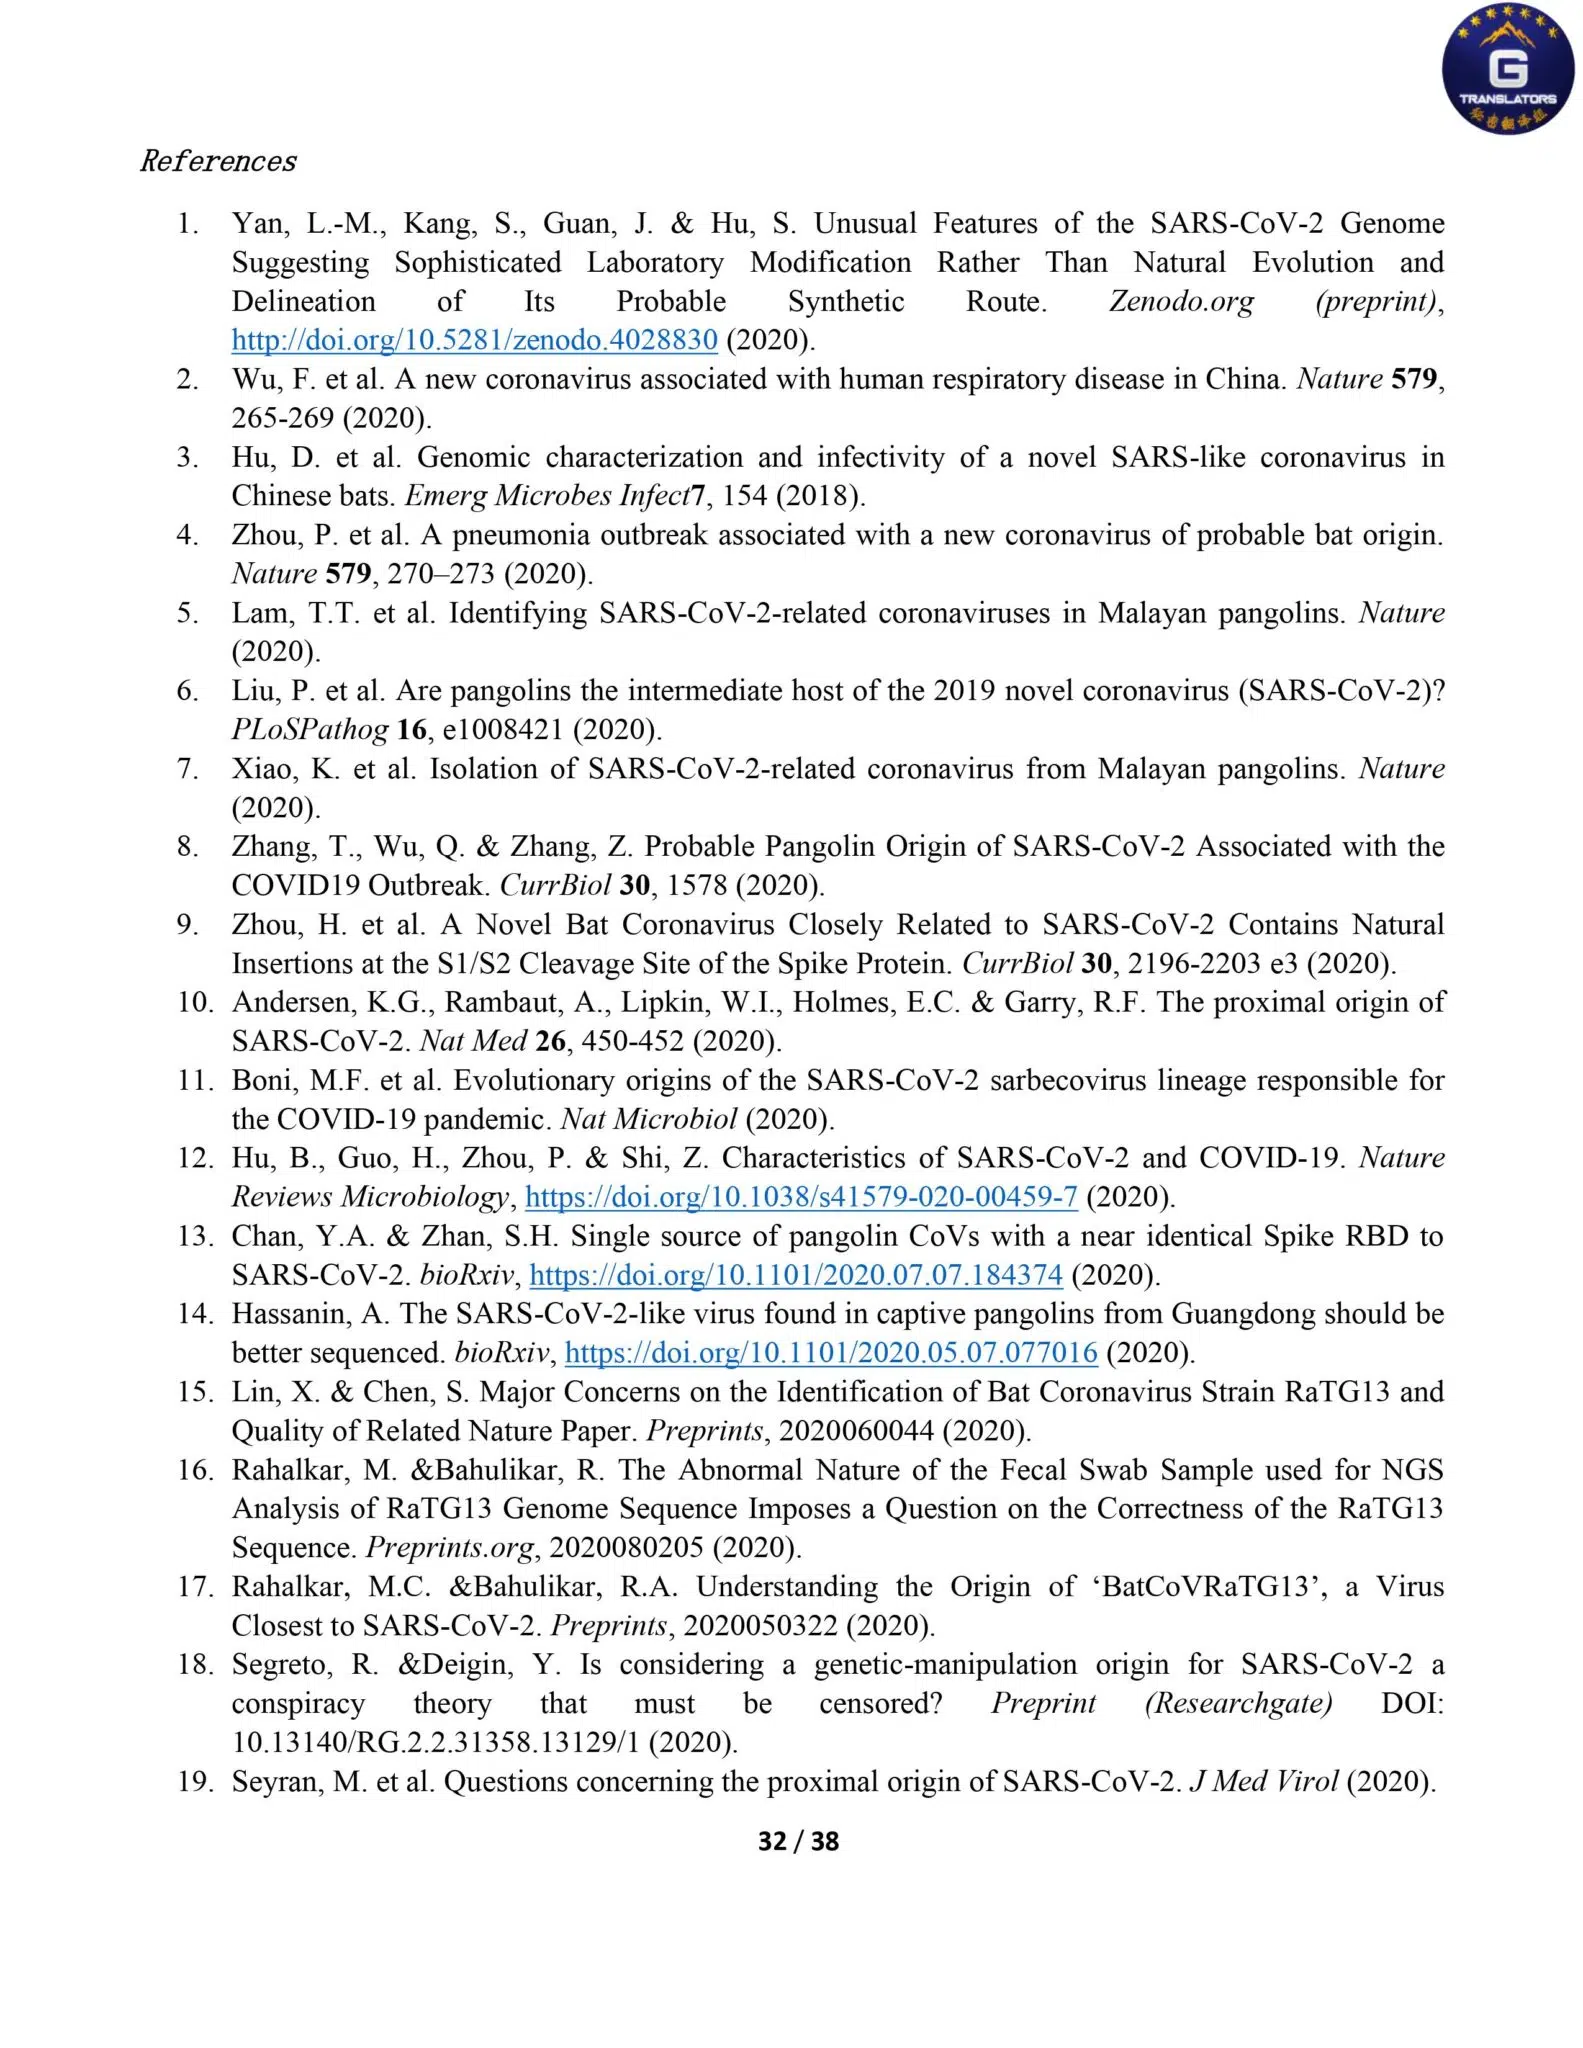 G
TRANSLATORS
References
1. Yan, L.-M., Kang, S., Guan, J. & Hu, S. Unusual Features of the SARS-CoV-2 Genome
Suggesting Sophisticated Laboratory Modification Rather Than Natural Evolution and
Delineation of Its Probable Synthetic Route. Zenodo.org (preprint),
http://doi.org/10.5281/zenodo.4028830 (2020).
2. Wu, F. et al. A new coronavirus associated with human respiratory disease in China. Nature 579,
265-269 (2020).
3. Hu, D. et al. Genomic characterization and infectivity of a novel SARS-like coronavirus in
Chinese bats. Emerg Microbes Infect7, 154 (2018).
4. Zhou, P. et al. A pneumonia outbreak associated with a new coronavirus of probable bat origin.
Nature 579, 270–273 (2020).
5. Lam, T.T. et al. Identifying SARS-CoV-2-related coronaviruses in Malayan pangolins. Nature
(2020).
6. Liu, P. et al. Are pangolins the intermediate host of the 2019 novel coronavirus (SARS-CoV-2)?
PLoSPathog 16, e1008421 (2020).
7. Xiao, K. et al. Isolation of SARS-CoV-2-related coronavirus from Malayan pangolins. Nature
(2020).
8. Zhang, T., Wu, Q. & Zhang, Z. Probable Pangolin Origin of SARS-CoV-2 Associated with the
COVID19 Outbreak. CurrBiol 30, 1578 (2020).
9. Zhou, H. et al. A Novel Bat Coronavirus Closely Related to SARS-CoV-2 Contains Natural
Insertions at the S1/S2 Cleavage Site of the Spike Protein. CurrBiol 30, 2196-2203 e3 (2020).
10. Andersen, K.G., Rambaut, A., Lipkin, W.I., Holmes, E.C. & Garry, R.F. The proximal origin of
SARS-CoV-2. Nat Med 26, 450-452 (2020).
11. Boni, M.F. et al. Evolutionary origins of the SARS-CoV-2 sarbecovirus lineage responsible for
the COVID-19 pandemic. Nat Microbiol (2020).
12. Hu, B., Guo, H., Zhou, P. & Shi, Z. Characteristics of SARS-CoV-2 and COVID-19. Nature
Reviews Microbiology, https://doi.org/10.1038/s41579-020-00459-7 (2020).
13. Chan, Y.A. & Zhan, S.H. Single source of pangolin CoVs with a near identical Spike RBD to
SARS-CoV-2. bioRxiv, https://doi.org/10.1101/2020.07.07.184374 (2020).
14. Hassanin, A. The SARS-CoV-2-like virus found in captive pangolins from Guangdong should be
better sequenced. bioRxiv, https://doi.org/10.1101/2020.05.07.077016 (2020).
15. Lin, X. & Chen, S. Major Concerns on the Identification of Bat Coronavirus Strain RaTG13 and
Quality of Related Nature Paper. Preprints, 2020060044 (2020).
16. Rahalkar, M. &Bahulikar, R. The Abnormal Nature of the Fecal Swab Sample used for NGS
Analysis of RaTG13 Genome Sequence Imposes a Question on the Correctness of the RaTG13
Sequence. Preprints.org, 2020080205 (2020).
17. Rahalkar, M.C. &Bahulikar, R.A. Understanding the Origin of ‘BatCoVRaTG13’, a Virus
Closest to SARS-CoV-2. Preprints, 2020050322 (2020).
18. Segreto, R. &Deigin, Y. Is considering a genetic-manipulation origin for SARS-CoV-2 a
conspiracy theory that must be censored? Preprint (Researchgate) DOI:
10.13140/RG.2.2.31358.13129/1 (2020).
19. Seyran, M. et al. Questions concerning the proximal origin of SARS-CoV-2. J Med Virol (2020).
32 / 38